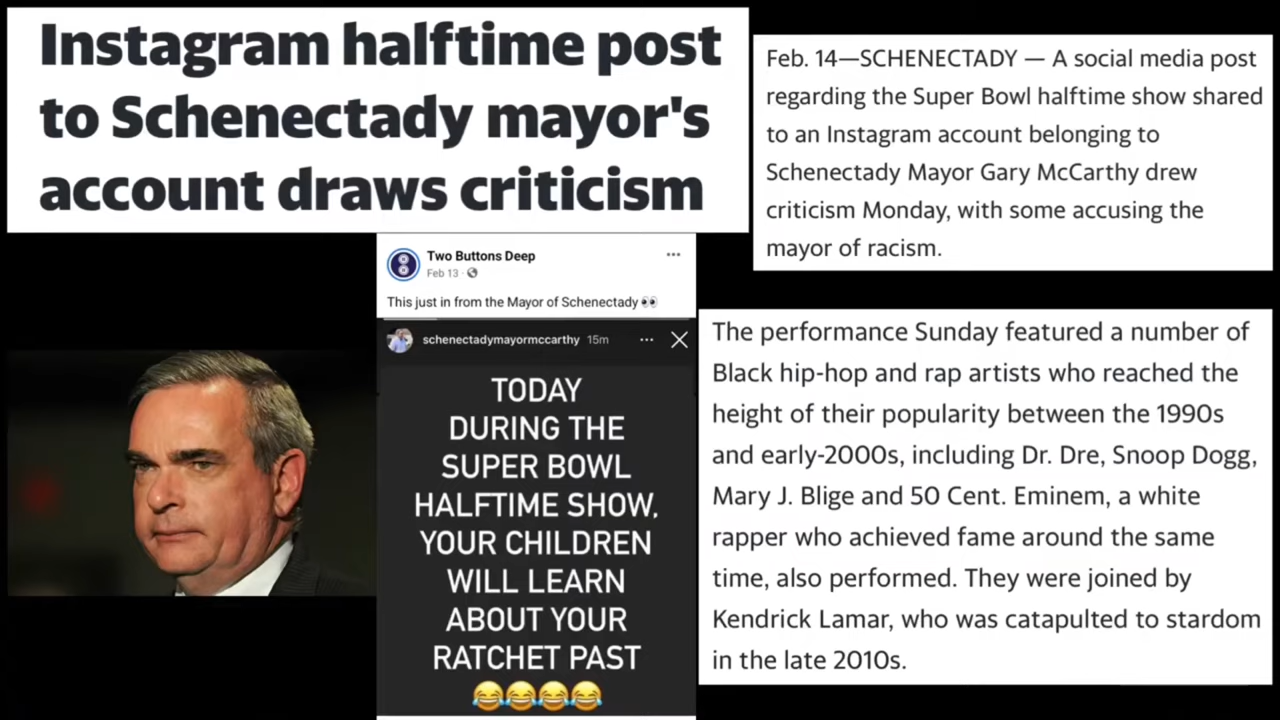 Instagram halftime post
to Schenectady mayor's
account draws criticism
Feb. 14—SCHENECTADY — A social media post
regarding the Super Bowl halftime show shared
to an Instagram account belonging to
Schenectady Mayor Gary McCarthy drew
criticism Monday, with some accusing the
mayor of racism.
Two Buttons Deep
Feb 13 ·
This just in from the Mayor of Schenectady 👀
schenectadymayormccarthy 15m
TODAY
DURING THE
SUPER BOWL
HALFTIME SHOW,
YOUR CHILDREN
WILL LEARN
ABOUT YOUR
RATCHET PAST
😂😂😂😂
The performance Sunday featured a number of
Black hip-hop and rap artists who reached the
height of their popularity between the 1990s
and early-2000s, including Dr. Dre, Snoop Dogg,
Mary J. Blige and 50 Cent. Eminem, a white
rapper who achieved fame around the same
time, also performed. They were joined by
Kendrick Lamar, who was catapulted to stardom
in the late 2010s.